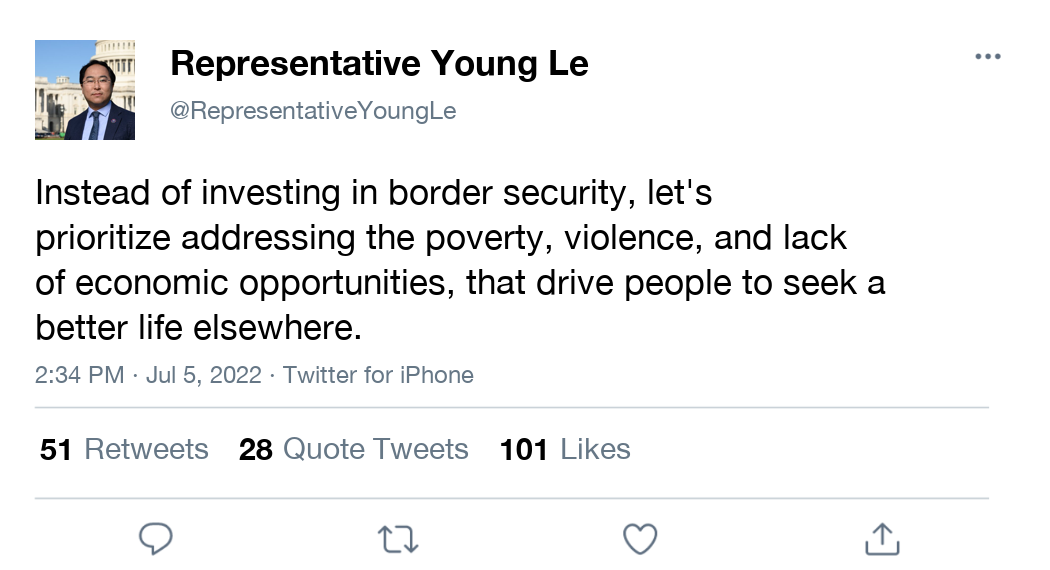 Representative Young Le
@RepresentativeYoungLe
Instead of investing in border security, let's
prioritize addressing the poverty, violence, and lack
of economic opportunities, that drive people to seek a
better life elsewhere.
2:34 PM · Jul 5, 2022 · Twitter for iPhone
51 Retweets 28 Quote Tweets 101 Likes